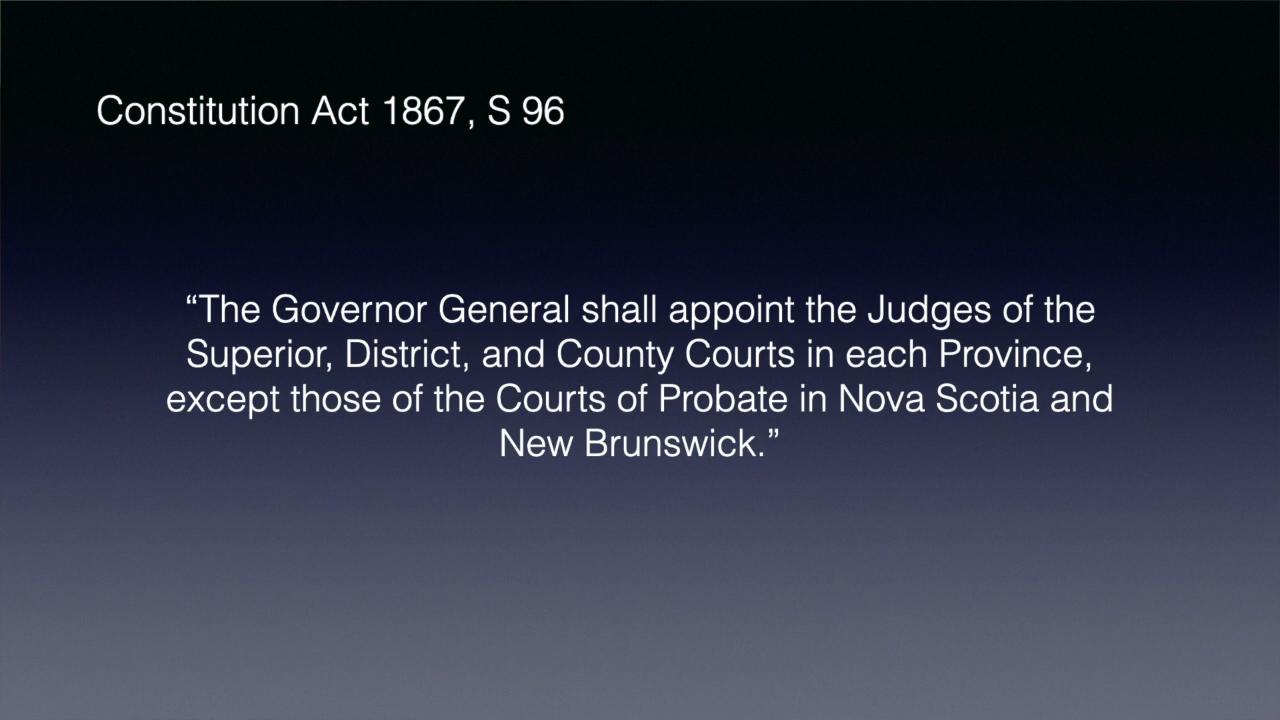 Constitution Act 1867, S 96
“The Governor General shall appoint the Judges of the
Superior, District, and County Courts in each Province,
except those of the Courts of Probate in Nova Scotia and
New Brunswick.”